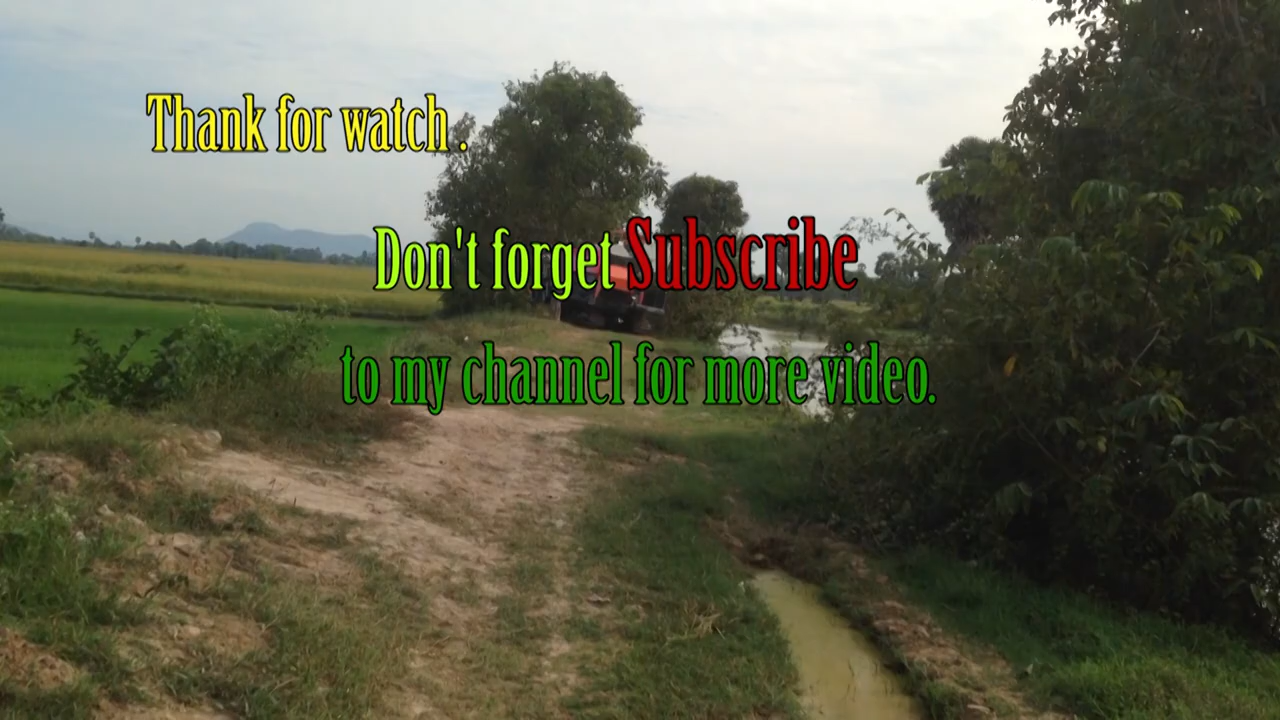 Thank for watch .
Don't forget Subscribe
to my channel for more video.